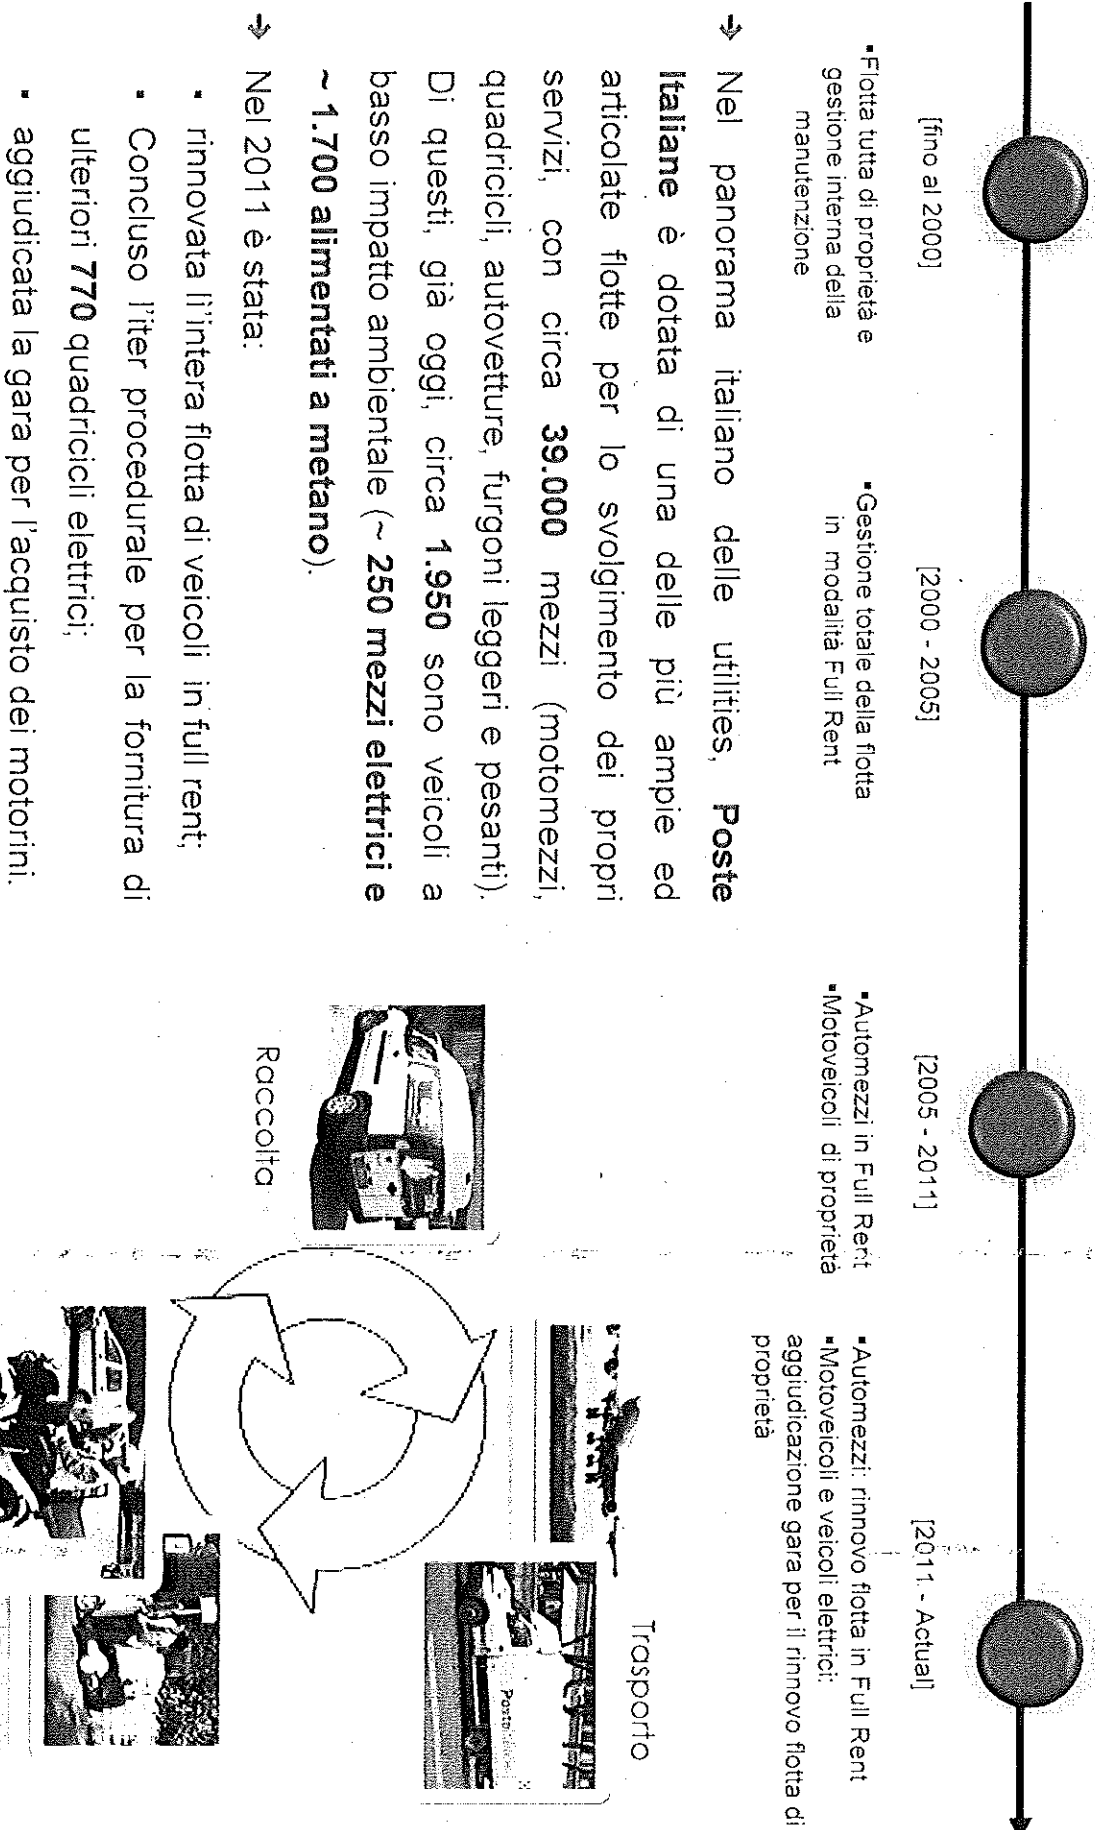 [fino al 2000]
[2000 - 2005]
[2005 - 2011]
[2011 - Actual]
▪Flotta tutta di proprietà e
gestione interna della
manutenzione
▪Gestione totale della flotta
in modalità Full Rent
▪Automezzi in Full Rent
▪Motoveicoli di proprietà
▪Automezzi: rinnovo flotta in Full Rent
▪Motoveicoli e veicoli elettrici:
aggiudicazione gara per il rinnovo flotta di
proprietà
→ Nel panorama italiano delle utilities, Poste
Italiane è dotata di una delle più ampie ed
articolate flotte per lo svolgimento dei propri
servizi, con circa 39.000 mezzi (motomezzi,
quadricicli, autovetture, furgoni leggeri e pesanti).
Di questi, già oggi, circa 1.950 sono veicoli a
basso impatto ambientale (~ 250 mezzi elettrici e
~ 1.700 alimentati a metano).
→ Nel 2011 è stata:
▪ rinnovata l'intera flotta di veicoli in full rent;
▪ Concluso l'iter procedurale per la fornitura di
ulteriori 770 quadricicli elettrici;
▪ aggiudicata la gara per l'acquisto dei motorini.
Raccolta
Trasporto
Poste